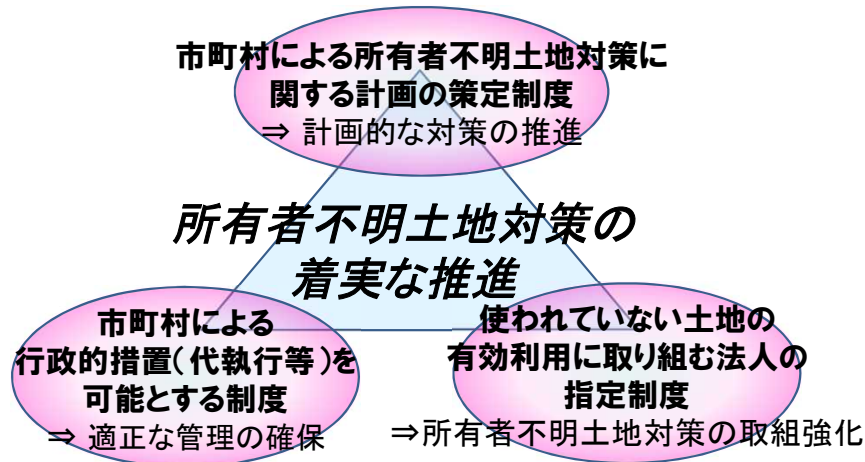 市町村による所有者不明土地対策に
関する計画の策定制度
⇒ 計画的な対策の推進
所有者不明土地対策の
着実な推進
市町村による
行政的措置(代執行等)を
可能とする制度
⇒ 適正な管理の確保
使われていない土地の
有効利用に取り組む法人の
指定制度
⇒所有者不明土地対策の取組強化